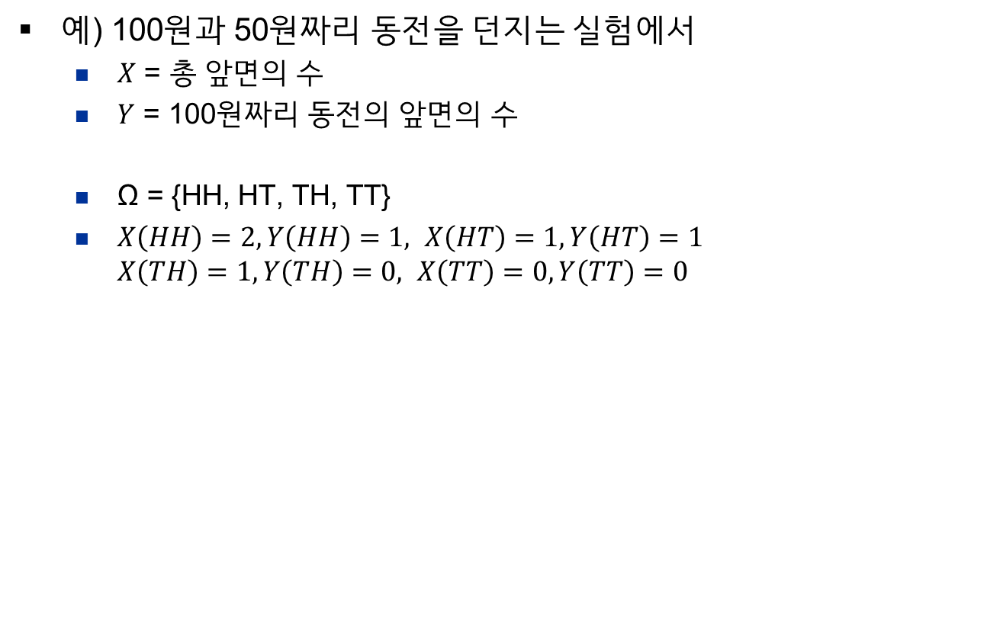 ▪ 예) 100원과 50원짜리 동전을 던지는 실험에서
■ X = 총 앞면의 수
■ Y = 100원짜리 동전의 앞면의 수
■ Ω = {HH, HT, TH, TT}
■ X(HH) = 2, Y(HH) = 1, X(HT) = 1, Y(HT) = 1
X(TH) = 1, Y(TH) = 0, X(TT) = 0, Y(TT) = 0